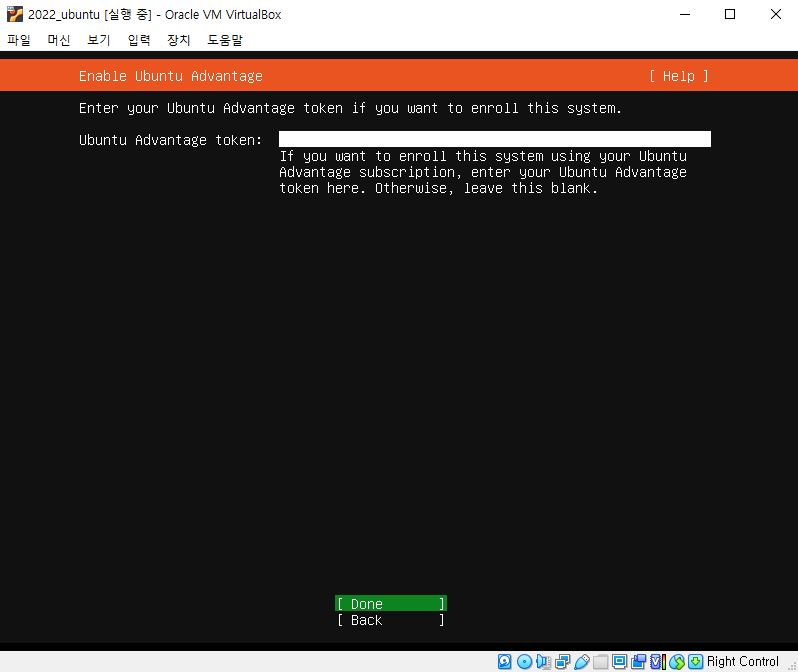 2022_ubuntu [실행 중] - Oracle VM VirtualBox
파일 머신 보기 입력 장치 도움말
Enable Ubuntu Advantage [ Help ]
Enter your Ubuntu Advantage token if you want to enroll this system.
Ubuntu Advantage token:
If you want to enroll this system using your Ubuntu
Advantage subscription, enter your Ubuntu Advantage
token here. Otherwise, leave this blank.
[ Done ]
[ Back ]
Right Control